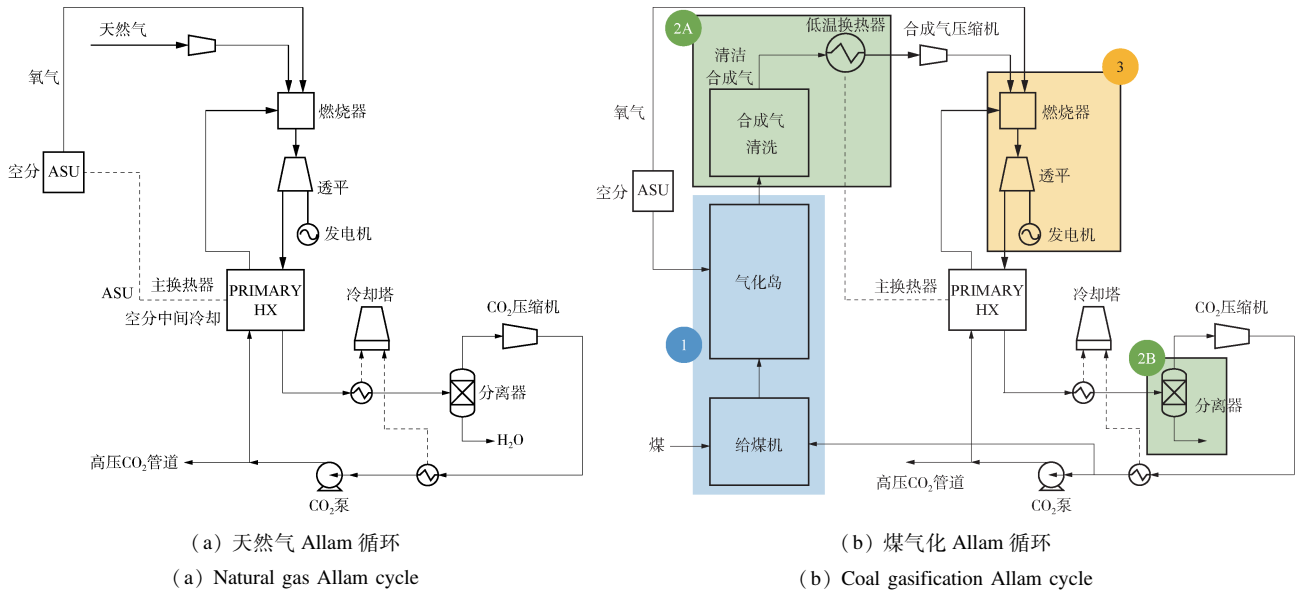 天然气
氧气
燃烧器
空分
ASU
透平
发电机
主换热器
ASU
空分中间冷却
PRIMARY
HX
冷却塔
CO₂压缩机
分离器
H₂O
高压CO₂管道
CO₂泵
(a) 天然气 Allam 循环
(a) Natural gas Allam cycle
2A
低温换热器
合成气压缩机
清洁
合成气
3
氧气
合成气
清洗
燃烧器
空分
ASU
透平
发电机
气化岛
主换热器
PRIMARY
HX
冷却塔
CO₂压缩机
1
2B
分离器
煤
给煤机
高压CO₂管道
CO₂泵
(b) 煤气化 Allam 循环
(b) Coal gasification Allam cycle